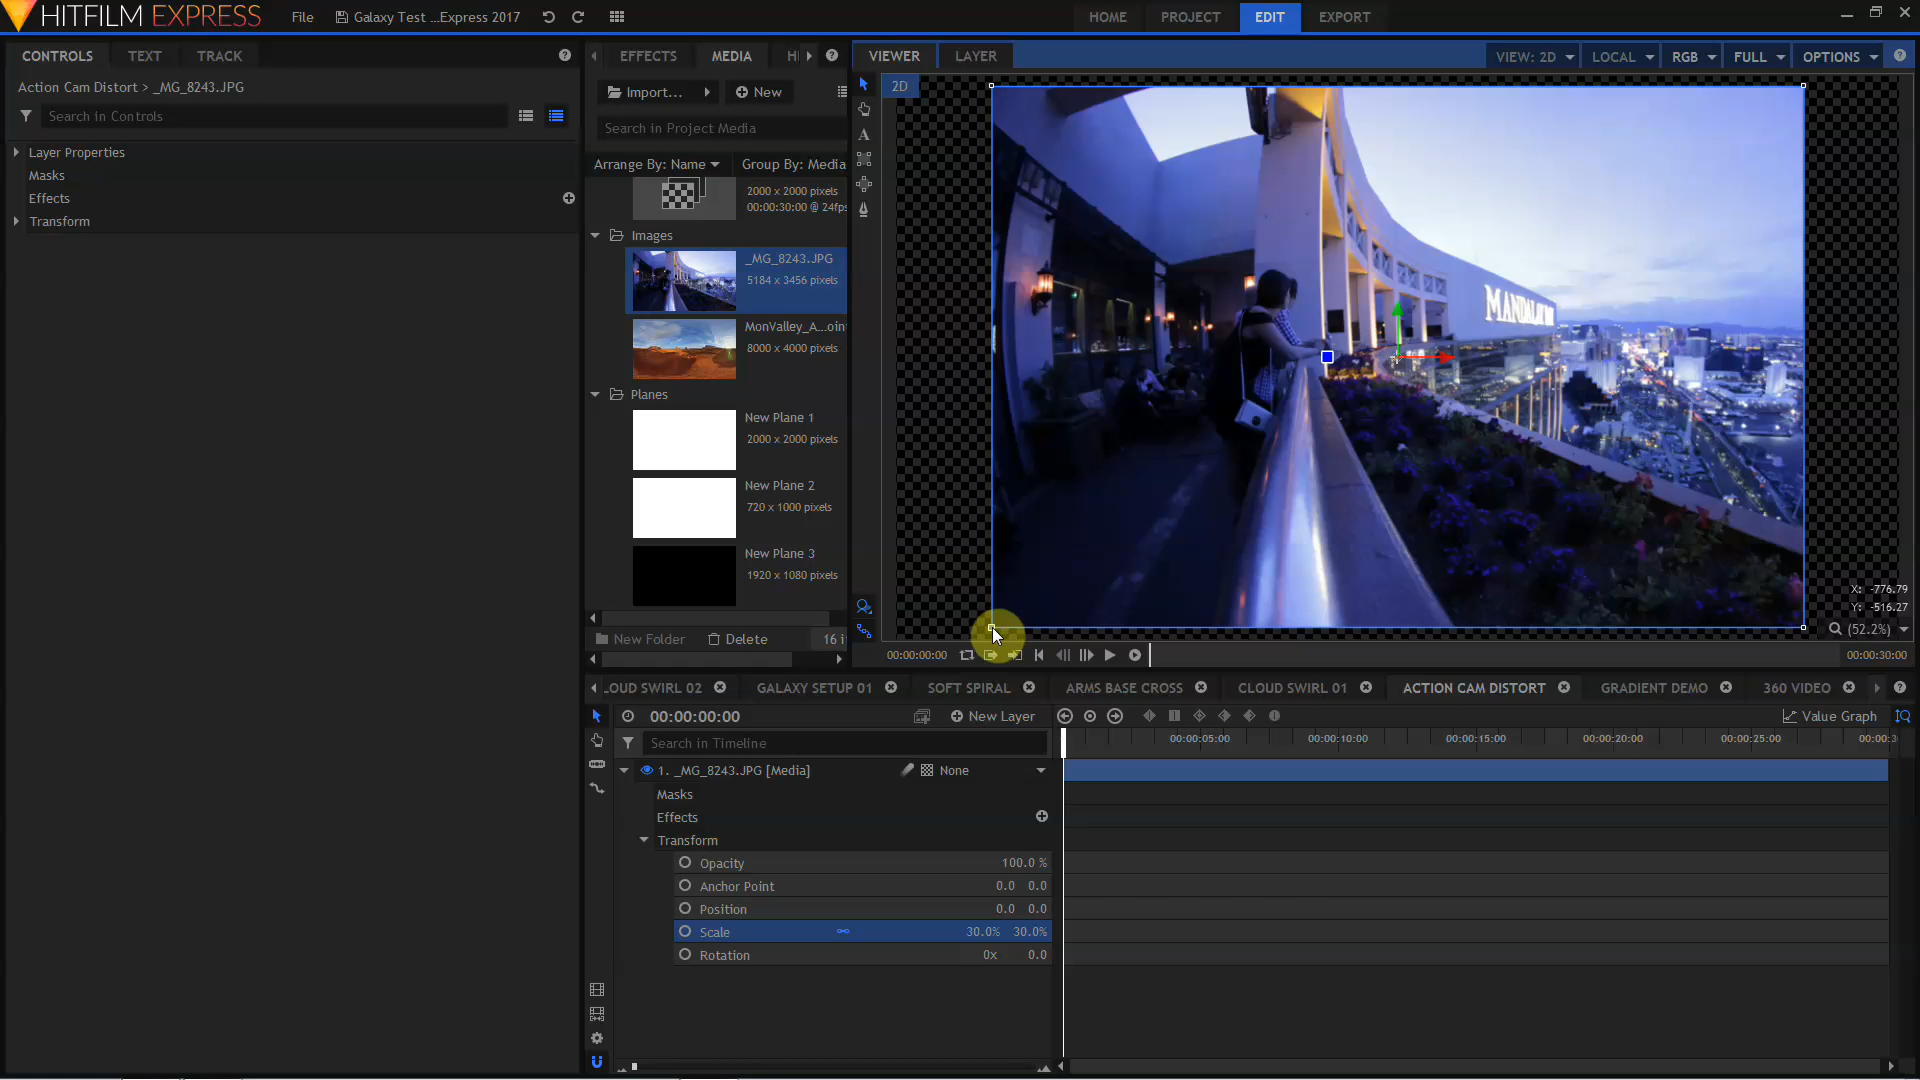 HITFILM EXPRESS
File
Galaxy Test ...Express 2017
HOME
PROJECT
EDIT
EXPORT
CONTROLS
TEXT
TRACK
Action Cam Distort > _MG_8243.JPG
Search in Controls
Layer Properties
Masks
Effects
Transform
EFFECTS
MEDIA
Import...
New
Search in Project Media
Arrange By: Name
Group By: Media
2000 x 2000 pixels
00:00:30:00 @ 24fps
Images
_MG_8243.JPG
5184 x 3456 pixels
MonValley_A...oin
8000 x 4000 pixels
Planes
New Plane 1
2000 x 2000 pixels
New Plane 2
720 x 1000 pixels
New Plane 3
1920 x 1080 pixels
New Folder
Delete
16 i
VIEWER
LAYER
VIEW: 2D
LOCAL
RGB
FULL
OPTIONS
2D
A
MANDALAY BAY
X: -776.79
Y: -516.27
(52.2%)
00:00:00:00
00:00:30:00
LOUD SWIRL 02
GALAXY SETUP 01
SOFT SPIRAL
ARMS BASE CROSS
CLOUD SWIRL 01
ACTION CAM DISTORT
GRADIENT DEMO
360 VIDEO
00:00:00:00
New Layer
Value Graph
Search in Timeline
00:00:05:00
00:00:10:00
00:00:15:00
00:00:20:00
00:00:25:00
00:00:3
1. _MG_8243.JPG [Media]
None
Masks
Effects
Transform
Opacity 100.0 %
Anchor Point 0.0 0.0
Position 0.0 0.0
Scale 30.0% 30.0%
Rotation 0x 0.0